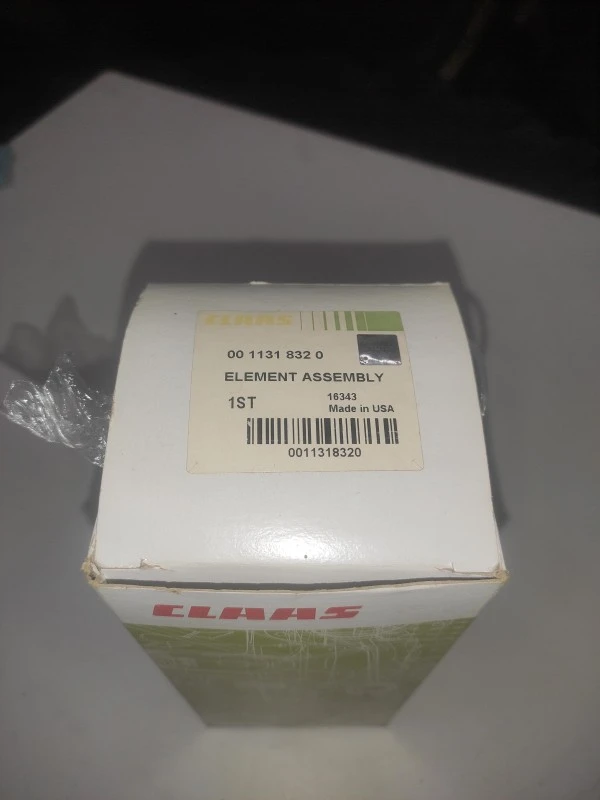 CLAAS
00 1131 832 0
ELEMENT ASSEMBLY
1ST
16343
Made in USA
0011318320
CLAAS